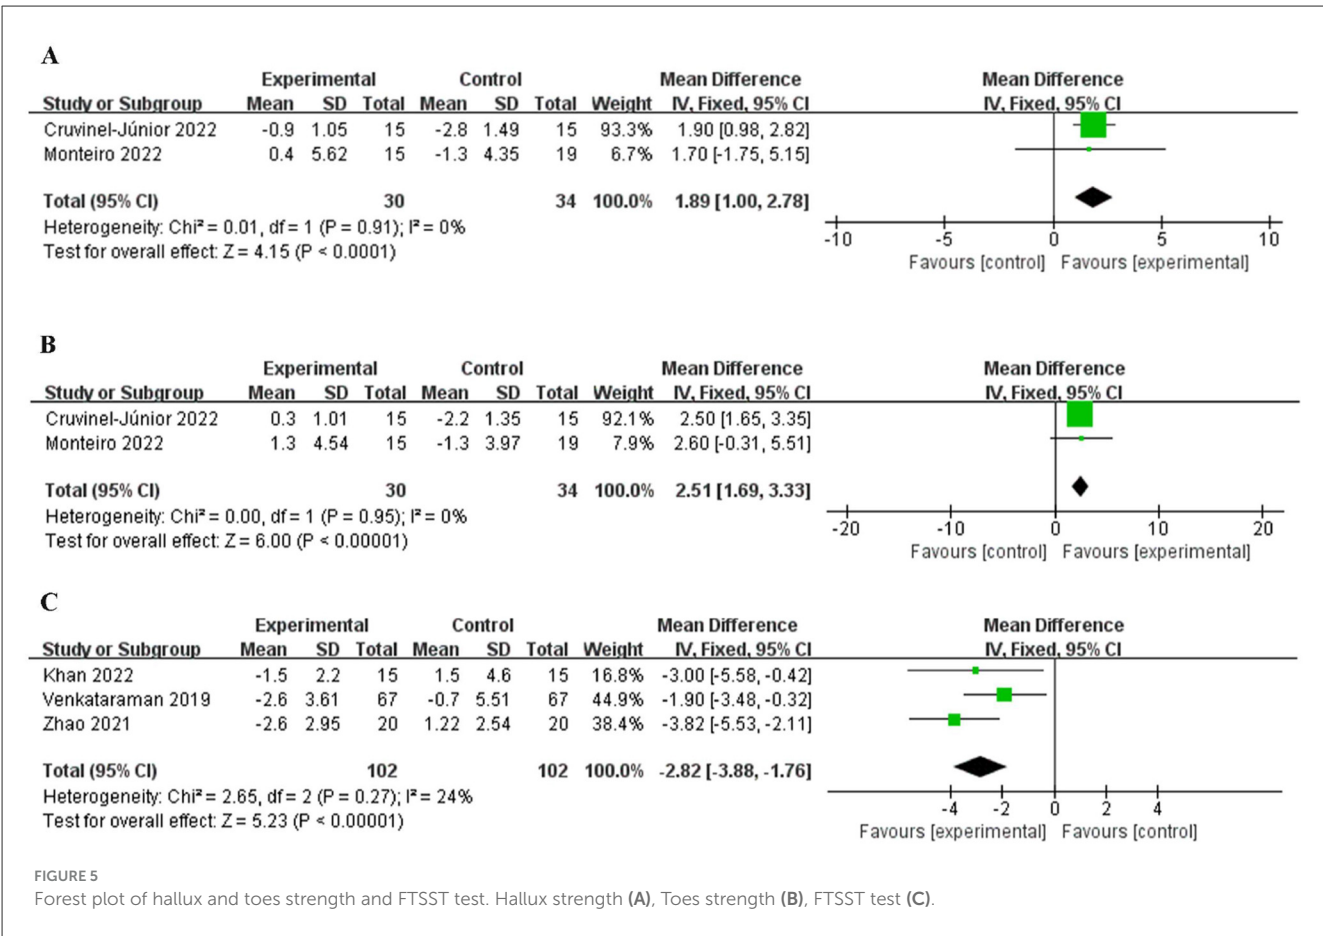 A
Experimental Control Mean Difference Mean Difference
Study or Subgroup Mean SD Total Mean SD Total Weight IV, Fixed, 95% CI IV, Fixed, 95% CI
Cruvinel-Júnior 2022 -0.9 1.05 15 -2.8 1.49 15 93.3% 1.90 [0.98, 2.82]
Monteiro 2022 0.4 5.62 15 -1.3 4.35 19 6.7% 1.70 [-1.75, 5.15]
Total (95% CI) 30 34 100.0% 1.89 [1.00, 2.78]
Heterogeneity: Chi² = 0.01, df = 1 (P = 0.91); I² = 0%
Test for overall effect: Z = 4.15 (P < 0.0001)
-10 -5 0 5 10
Favours [control] Favours [experimental]
B
Experimental Control Mean Difference Mean Difference
Study or Subgroup Mean SD Total Mean SD Total Weight IV, Fixed, 95% CI IV, Fixed, 95% CI
Cruvinel-Júnior 2022 0.3 1.01 15 -2.2 1.35 15 92.1% 2.50 [1.65, 3.35]
Monteiro 2022 1.3 4.54 15 -1.3 3.97 19 7.9% 2.60 [-0.31, 5.51]
Total (95% CI) 30 34 100.0% 2.51 [1.69, 3.33]
Heterogeneity: Chi² = 0.00, df = 1 (P = 0.95); I² = 0%
Test for overall effect: Z = 6.00 (P < 0.00001)
-20 -10 0 10 20
Favours [control] Favours [experimental]
C
Experimental Control Mean Difference Mean Difference
Study or Subgroup Mean SD Total Mean SD Total Weight IV, Fixed, 95% CI IV, Fixed, 95% CI
Khan 2022 -1.5 2.2 15 1.5 4.6 15 16.8% -3.00 [-5.58, -0.42]
Venkataraman 2019 -2.6 3.61 67 -0.7 5.51 67 44.9% -1.90 [-3.48, -0.32]
Zhao 2021 -2.6 2.95 20 1.22 2.54 20 38.4% -3.82 [-5.53, -2.11]
Total (95% CI) 102 102 100.0% -2.82 [-3.88, -1.76]
Heterogeneity: Chi² = 2.65, df = 2 (P = 0.27); I² = 24%
Test for overall effect: Z = 5.23 (P < 0.00001)
-4 -2 0 2 4
Favours [experimental] Favours [control]
FIGURE 5
Forest plot of hallux and toes strength and FTSST test. Hallux strength (A), Toes strength (B), FTSST test (C).